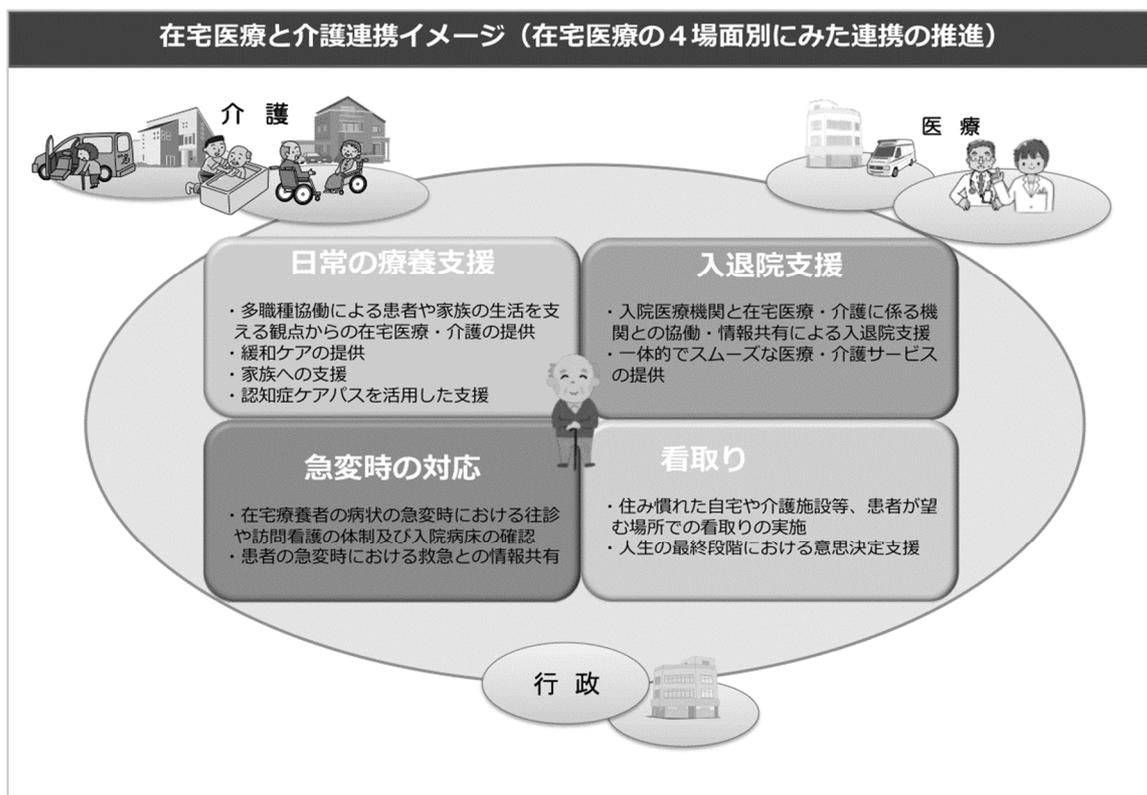 在宅医療と介護連携イメージ（在宅医療の４場面別にみた連携の推進）
介 護
医 療
日常の療養支援
・多職種協働による患者や家族の生活を支
える観点からの在宅医療・介護の提供
・緩和ケアの提供
・家族への支援
・認知症ケアパスを活用した支援
入退院支援
・入院医療機関と在宅医療・介護に係る機
関との協働・情報共有による入退院支援
・一体的でスムーズな医療・介護サービス
の提供
急変時の対応
・在宅療養者の病状の急変時における往診
や訪問看護の体制及び入院病床の確認
・患者の急変時における救急との情報共有
看取り
・住み慣れた自宅や介護施設等、患者が望
む場所での看取りの実施
・人生の最終段階における意思決定支援
行 政